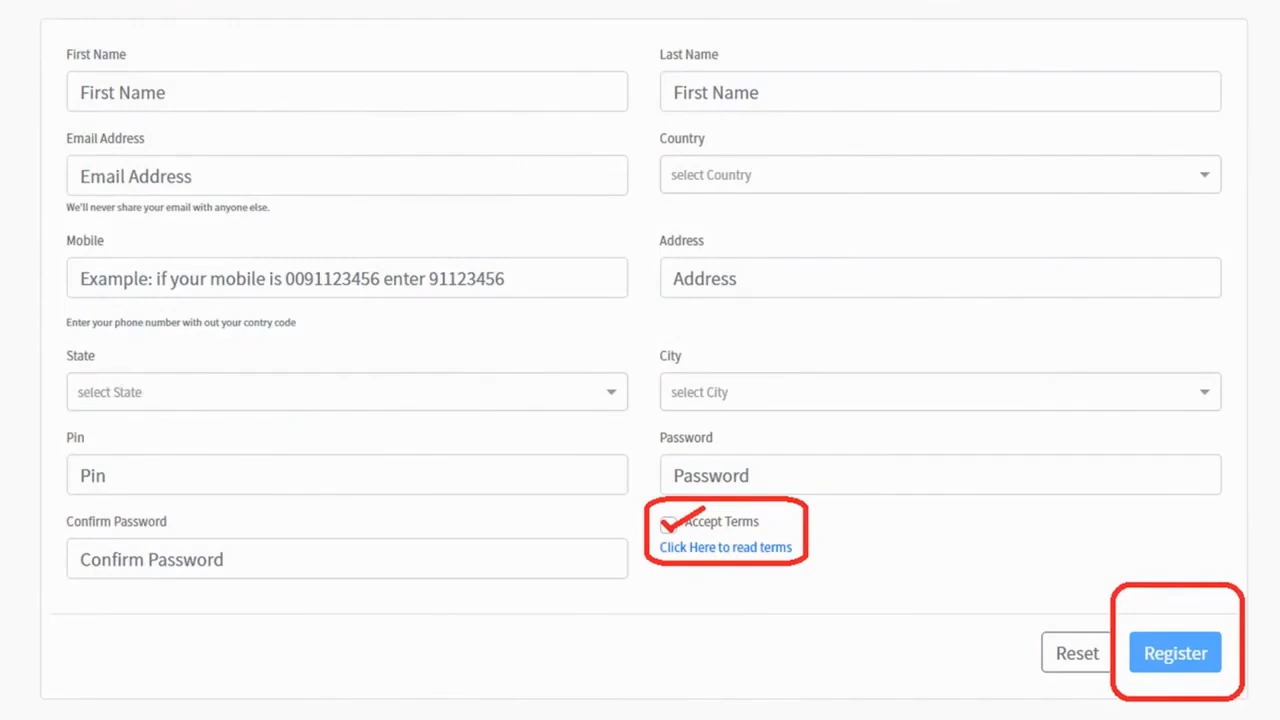 First Name
Last Name
First Name
First Name
Email Address
Country
Email Address
select Country
We'll never share your email with anyone else.
Mobile
Address
Example: if your mobile is 0091123456 enter 91123456
Address
Enter your phone number with out your contry code
State
City
select State
select City
Pin
Password
Pin
Password
Confirm Password
Accept Terms
Click Here to read terms
Confirm Password
Reset
Register